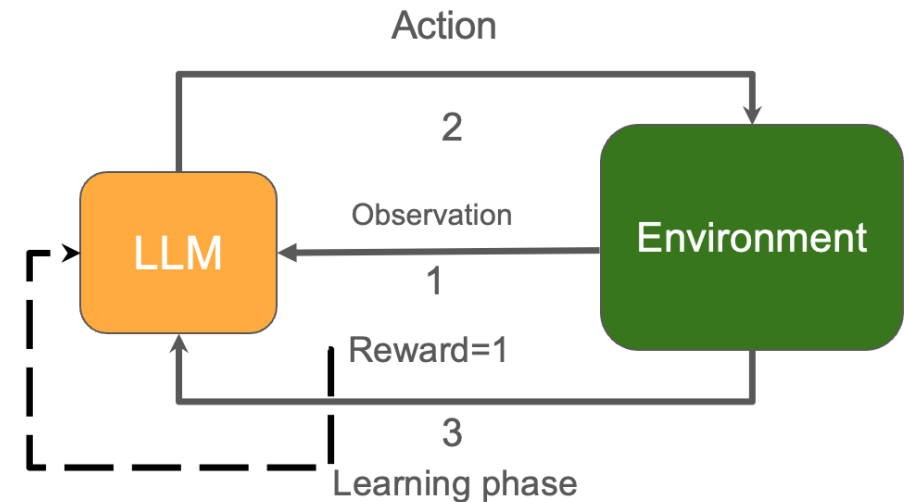 Action
2
Observation
LLM
Environment
1
Reward=1
3
Learning phase